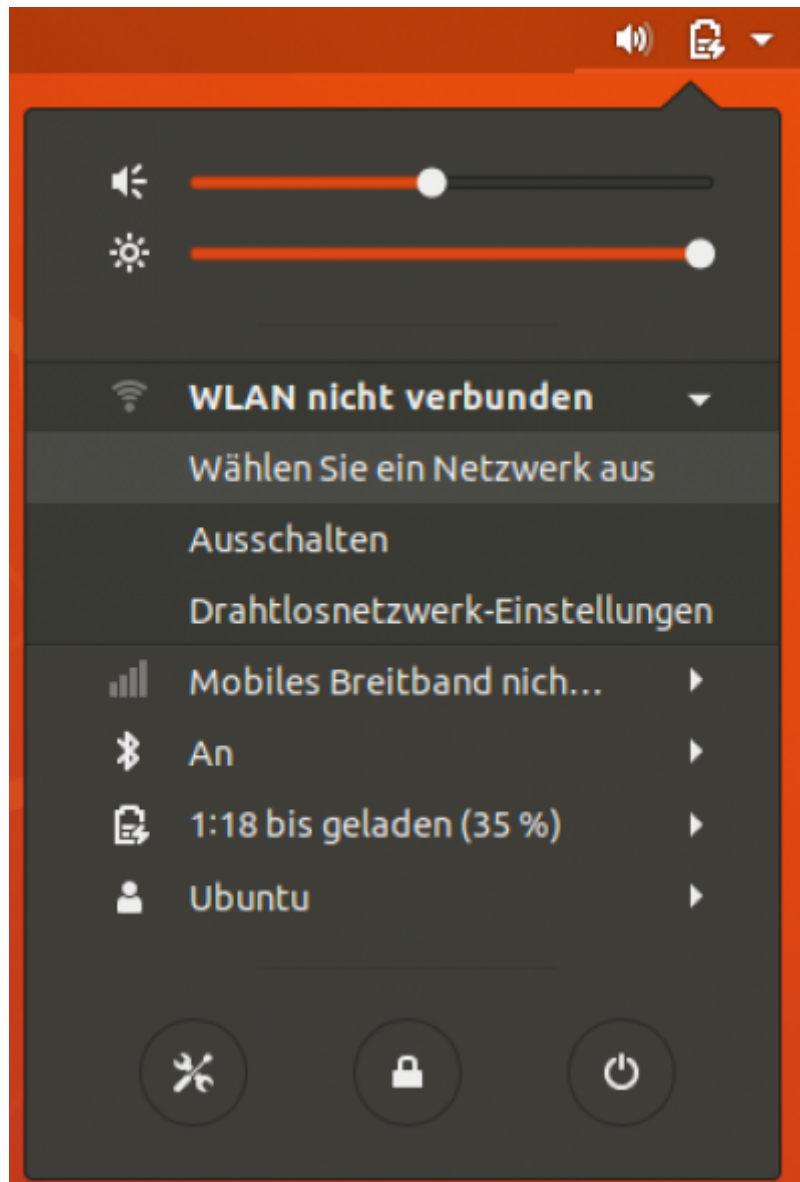 WLAN nicht verbunden
Wählen Sie ein Netzwerk aus
Ausschalten
Drahtlosnetzwerk-Einstellungen
Mobiles Breitband nich...
An
1:18 bis geladen (35 %)
Ubuntu